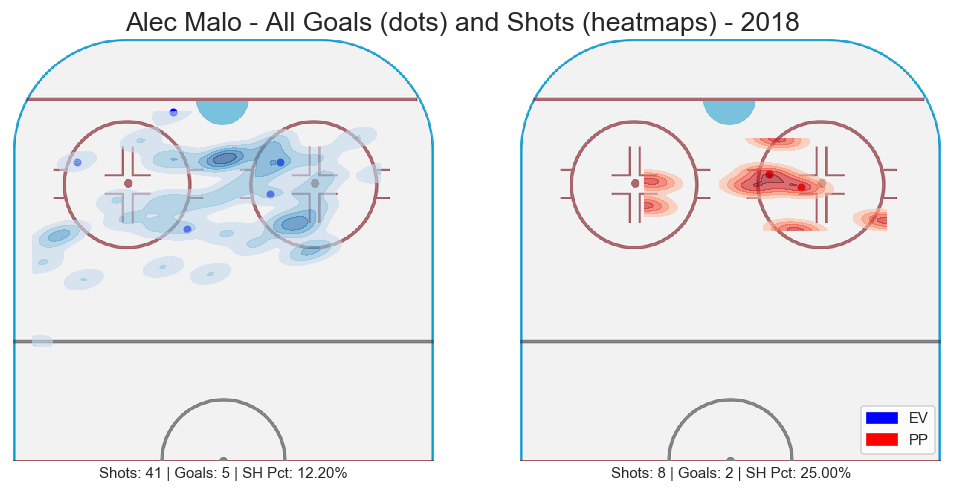 Alec Malo - All Goals (dots) and Shots (heatmaps) - 2018
EV
PP
Shots: 41 | Goals: 5 | SH Pct: 12.20%
Shots: 8 | Goals: 2 | SH Pct: 25.00%